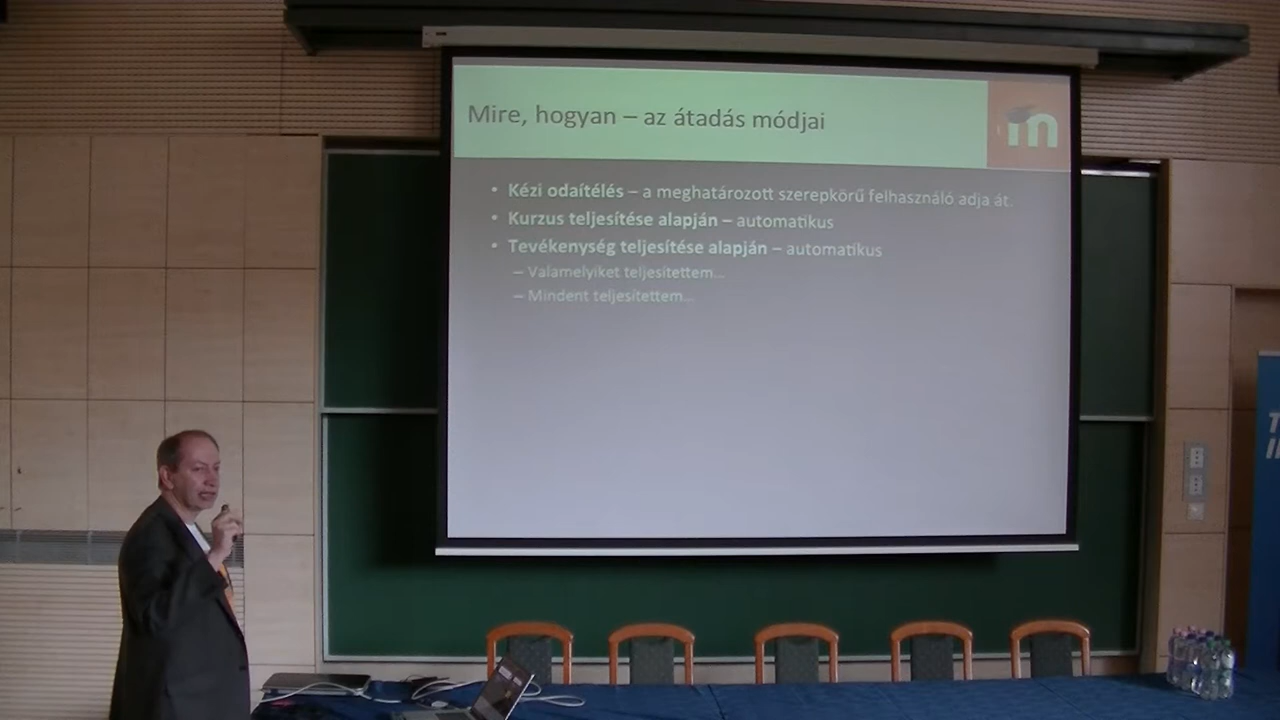 Mire, hogyan – az átadás módjai
m
• Kézi odaítélés – a meghatározott szerepkörű felhasználó adja át.
• Kurzus teljesítése alapján – automatikus
• Tevékenység teljesítése alapján – automatikus
– Valamelyiket teljesítettem...
– Mindent teljesítettem...